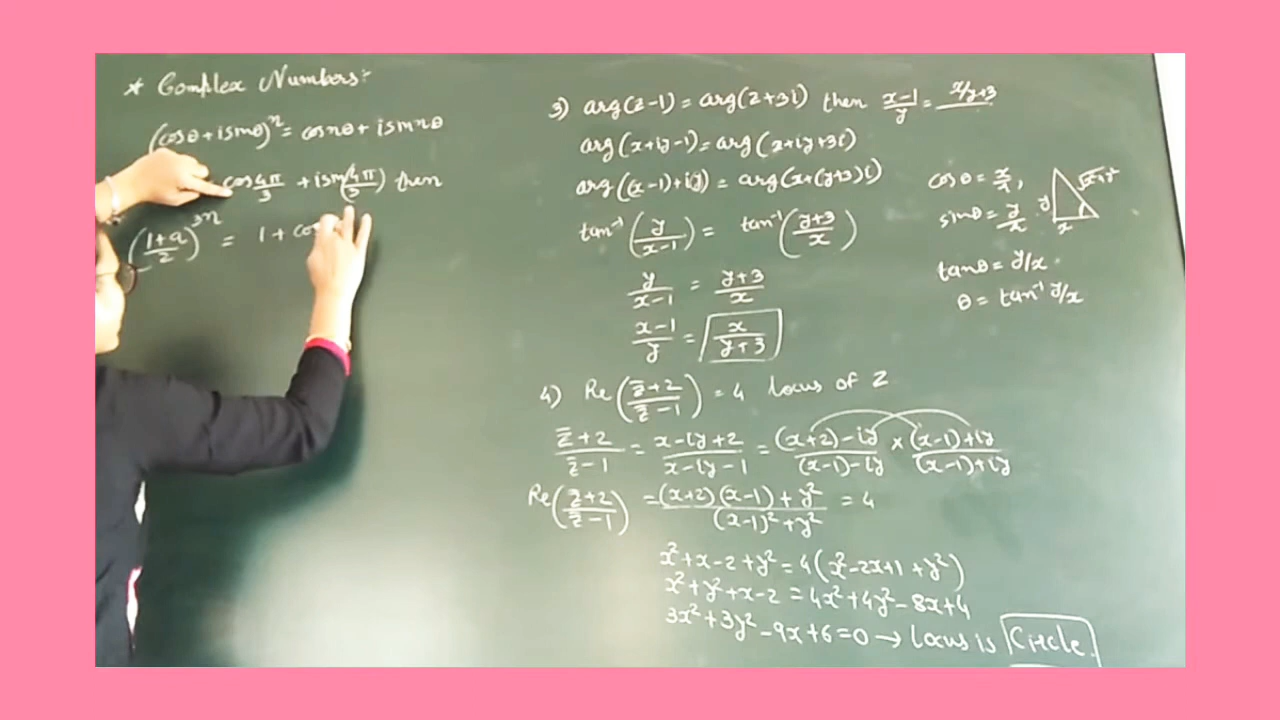 * Complex Numbers:
(cosθ + isinθ)^n = cosnθ + isinnθ
cos 4π/3 + isin(4π/3) then
((1+a)/2)^3n = 1 + cos
3) arg(z-1) = arg(z+3i) then (x-1)/y = x/y+3
arg(x+iy-1) = arg(x+iy+3i)
arg((x-1)+iy) = arg(x+(y+3)i)
tan⁻¹(y/(x-1)) = tan⁻¹((y+3)/x)
y/(x-1) = (y+3)/x
(x-1)/y = x/(y+3)
cosθ = x/r,
sinθ = y/r
y
x
tanθ = y/x
θ = tan⁻¹ y/x
4) Re((z̄+2)/(z̄-1)) = 4 locus of z
(z̄+2)/(z̄-1) = (x-iy+2)/(x-iy-1) = ((x+2)-iy)/((x-1)-iy) × ((x-1)+iy)/((x-1)+iy)
Re((z̄+2)/(z̄-1)) = ((x+2)(x-1)+y²)/((x-1)²+y²) = 4
x²+x-2+y² = 4(x²-2x+1+y²)
x²+y²+x-2 = 4x²+4y²-8x+4
3x²+3y²-9x+6=0 → locus is Circle.